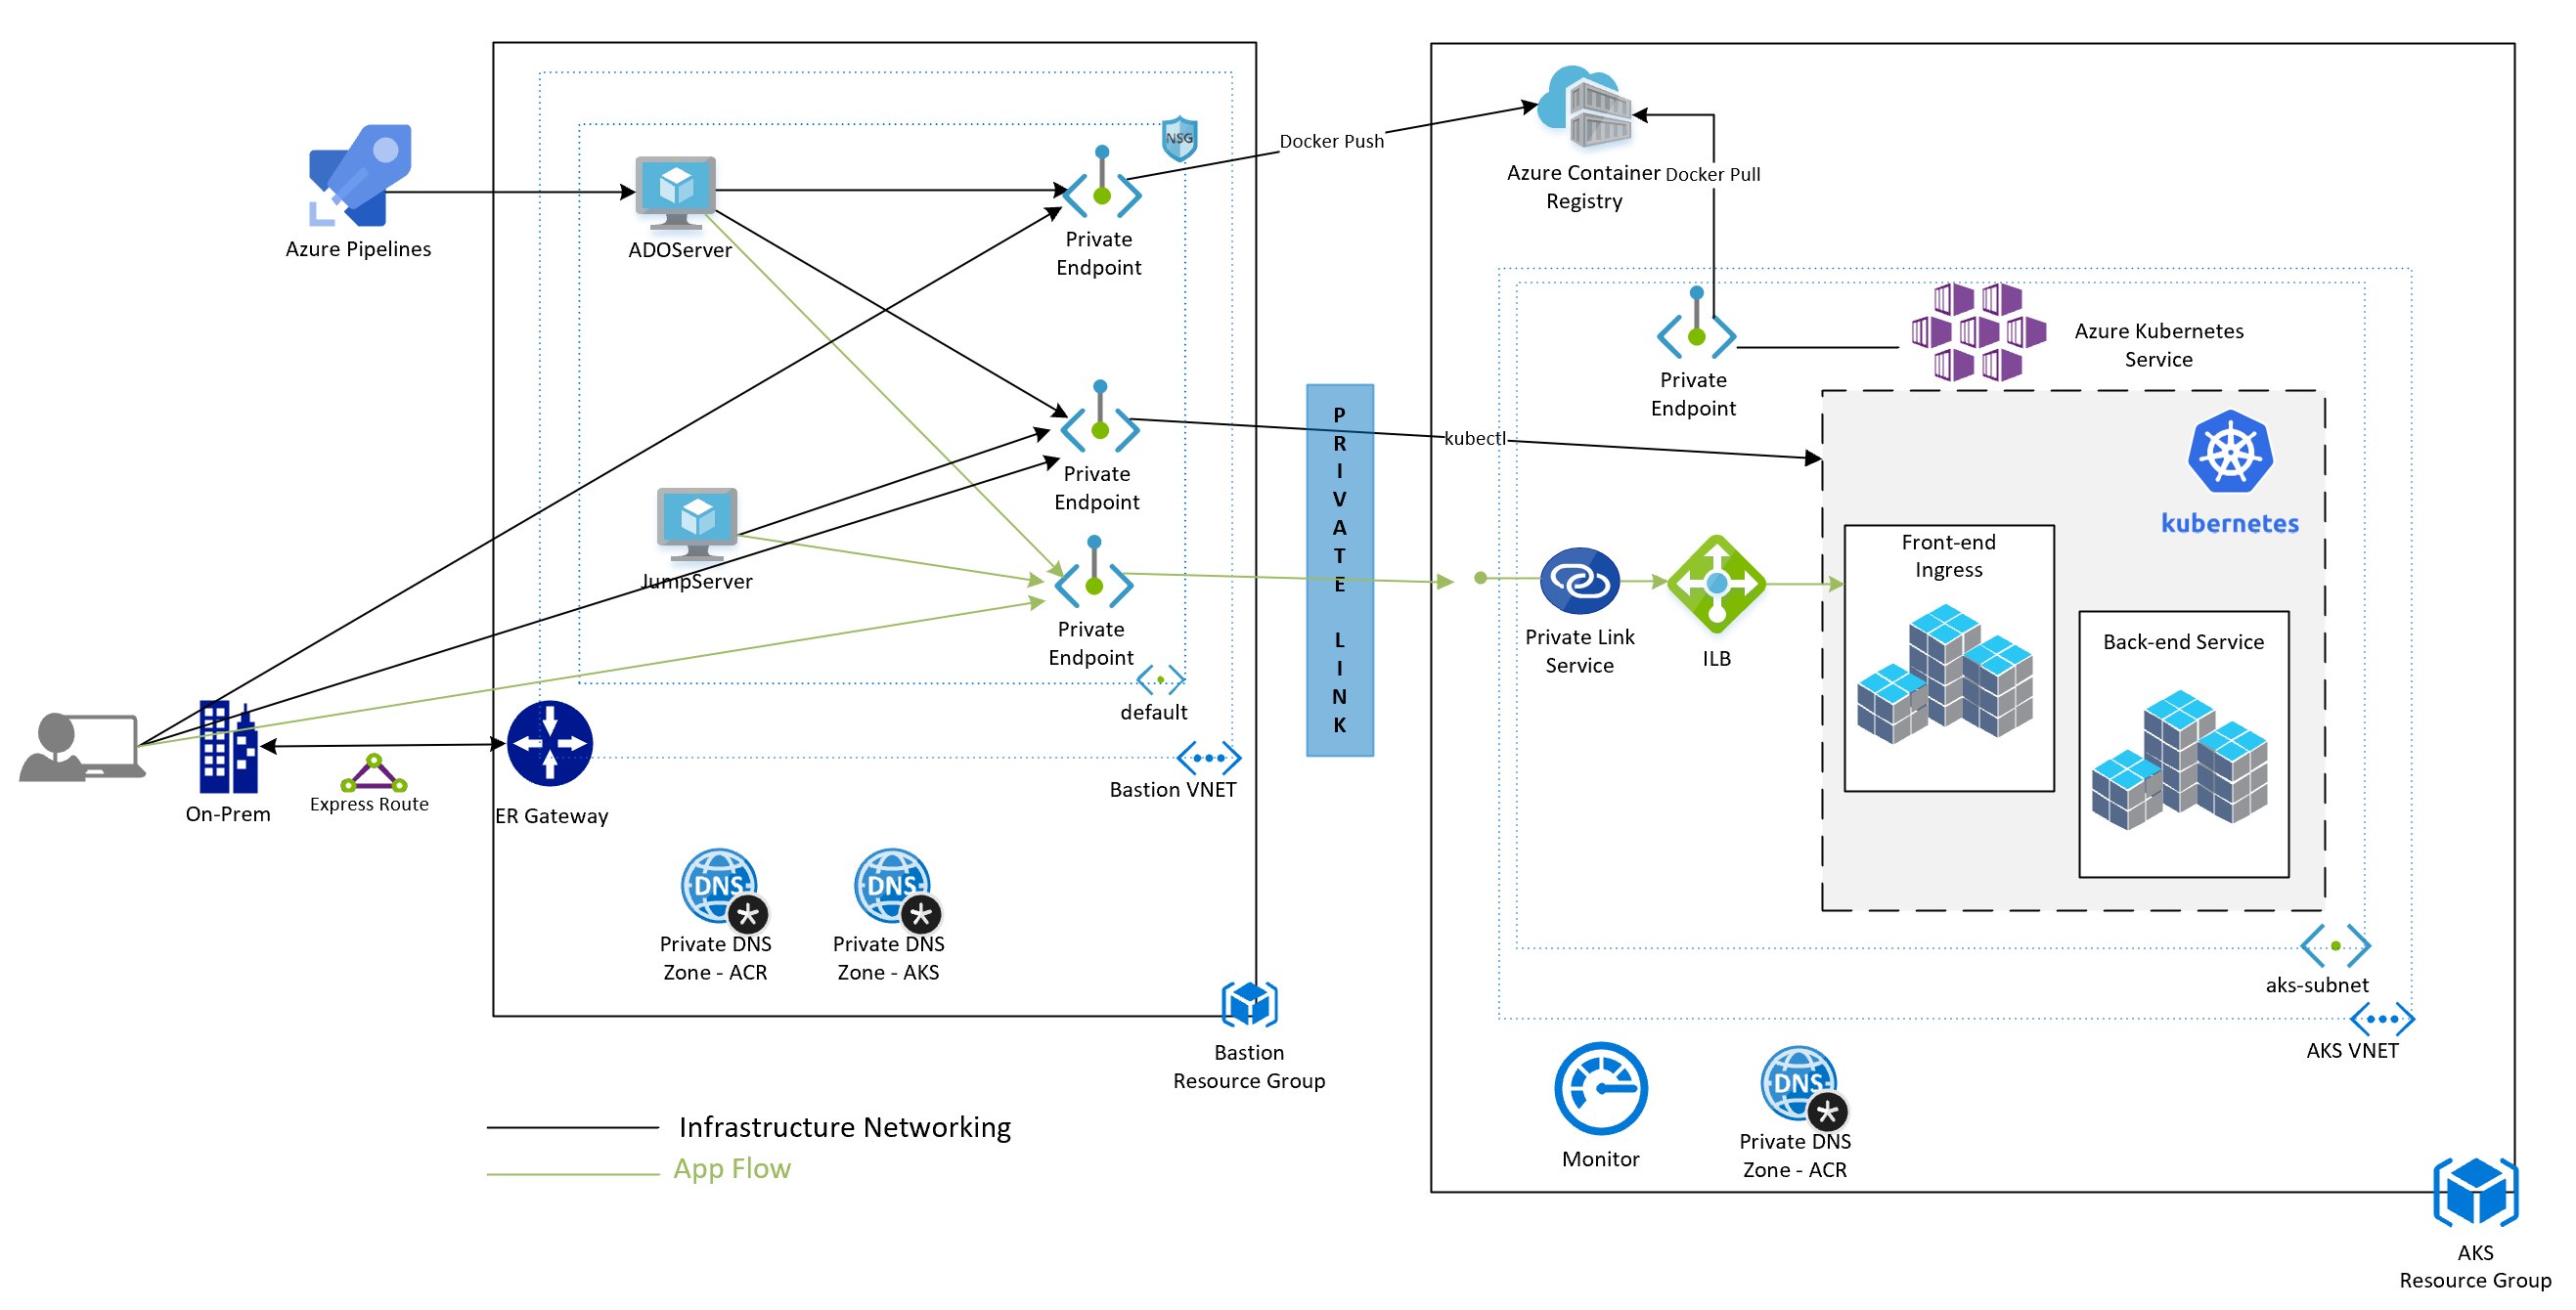 NSG
Docker Push
Azure Container
Registry
Docker Pull
Azure Pipelines
ADOServer
Private
Endpoint
Azure Kubernetes
Service
Private
Endpoint
kubectl
Private
Endpoint
kubernetes
JumpServer
Private
Endpoint
P
R
I
V
A
T
E
L
I
N
K
Front-end
Ingress
Back-end Service
Private Link
Service
ILB
default
Bastion VNET
On-Prem
Express Route
ER Gateway
DNS
Private DNS
Zone - ACR
DNS
Private DNS
Zone - AKS
Bastion
Resource Group
aks-subnet
AKS VNET
Monitor
DNS
Private DNS
Zone - ACR
AKS
Resource Group
Infrastructure Networking
App Flow